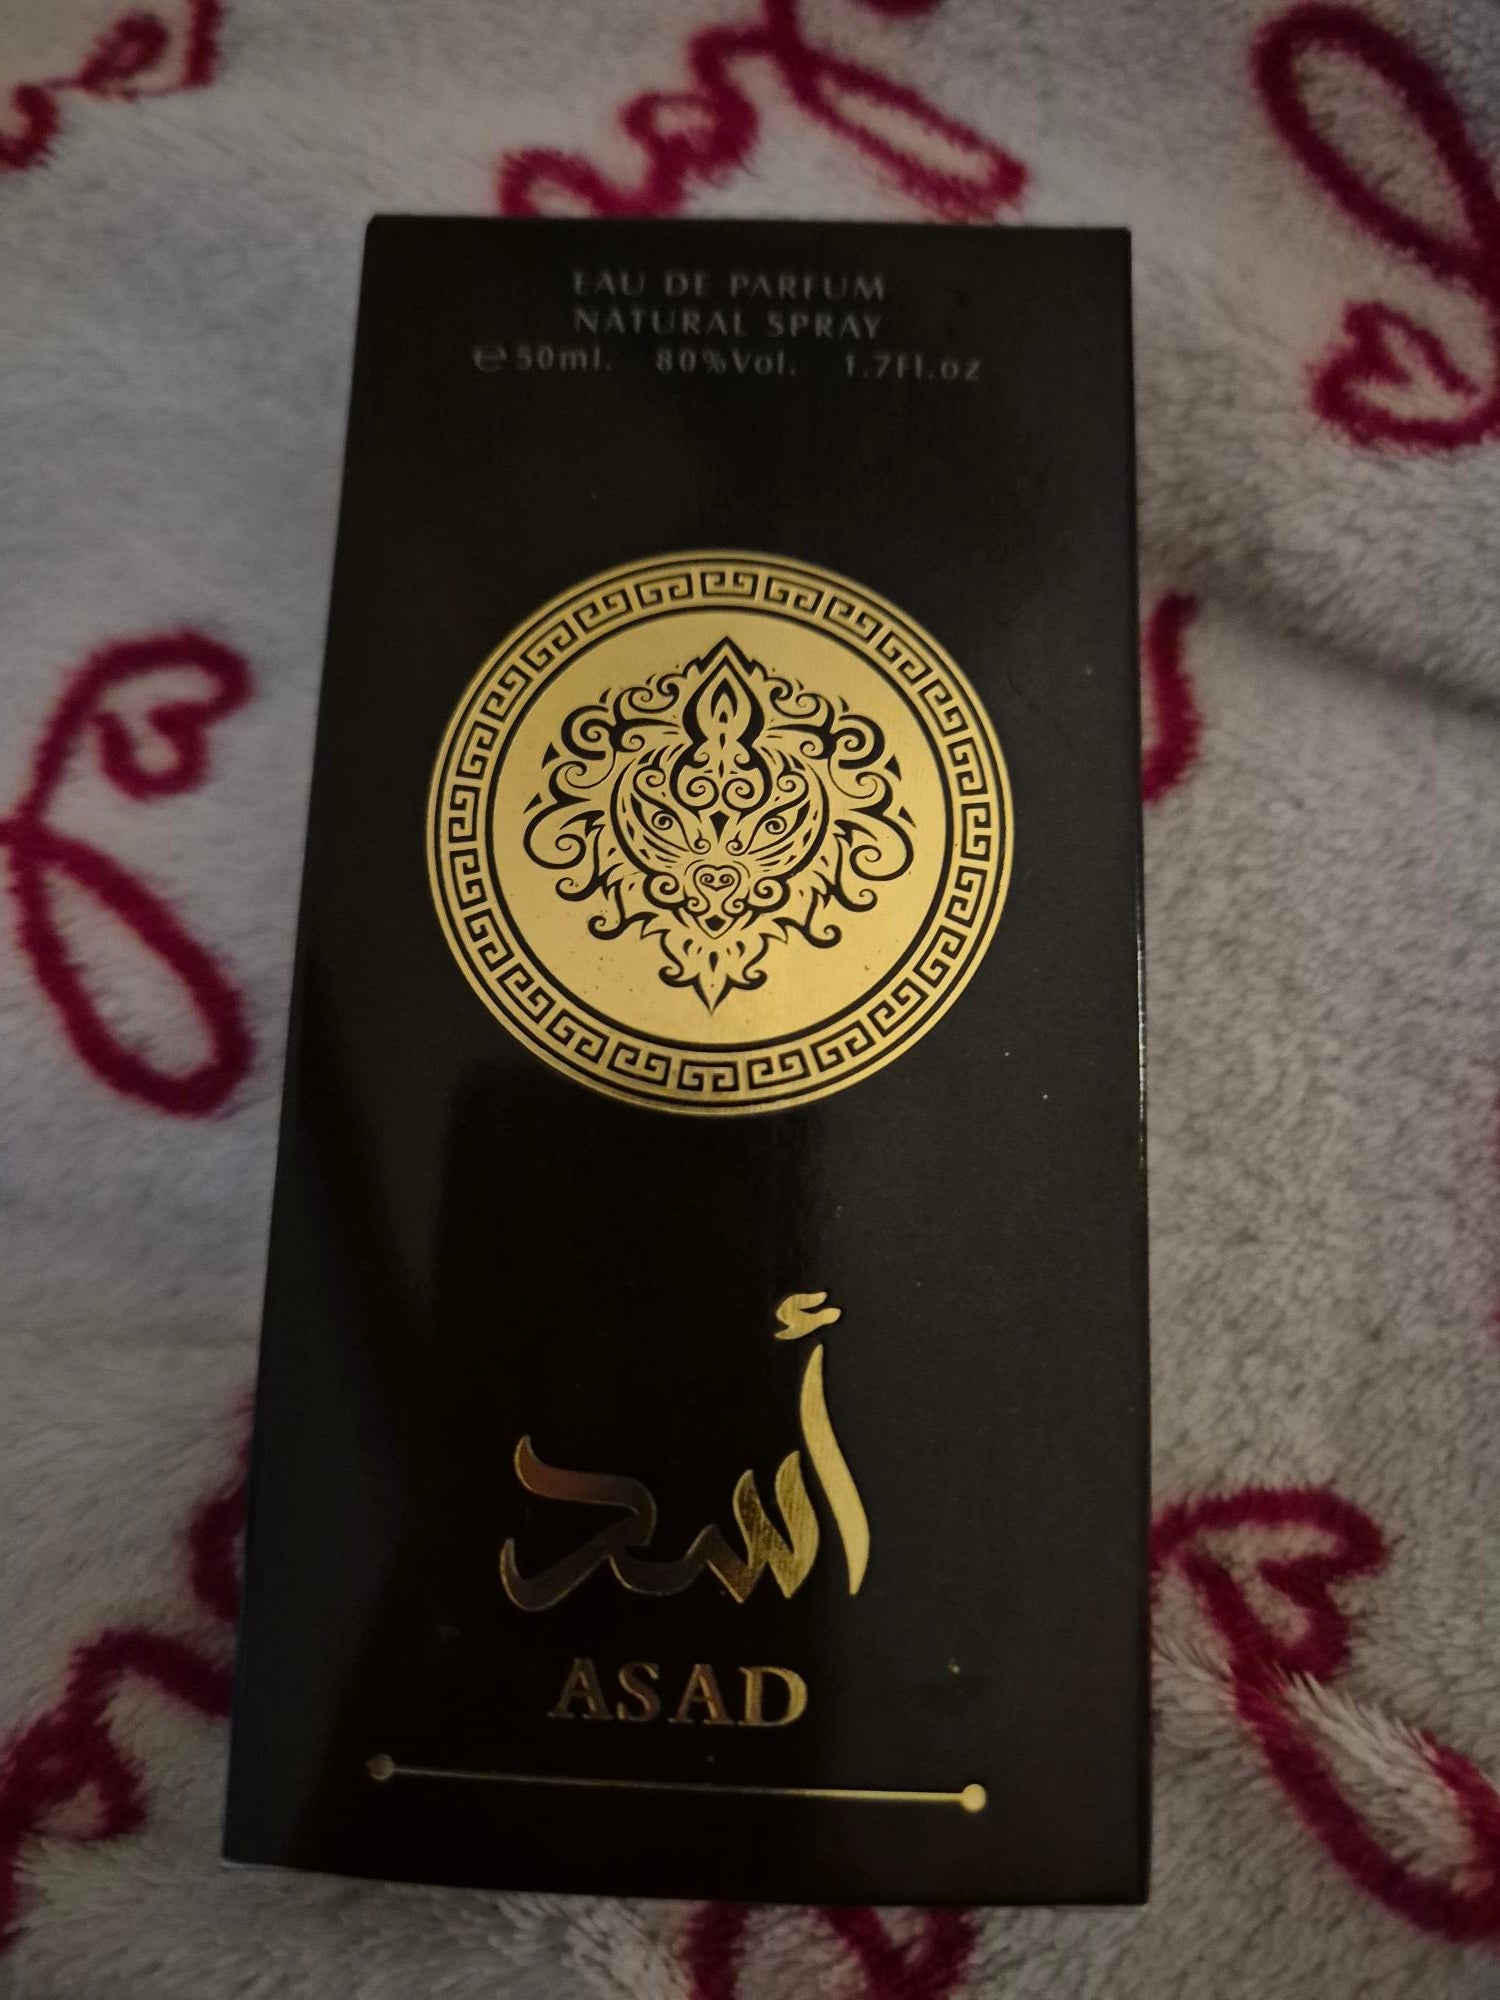 EAU DE PARFUM
NATURAL SPRAY
℮50ml. 80%Vol. 1.7Fl.oz
أسد
ASAD